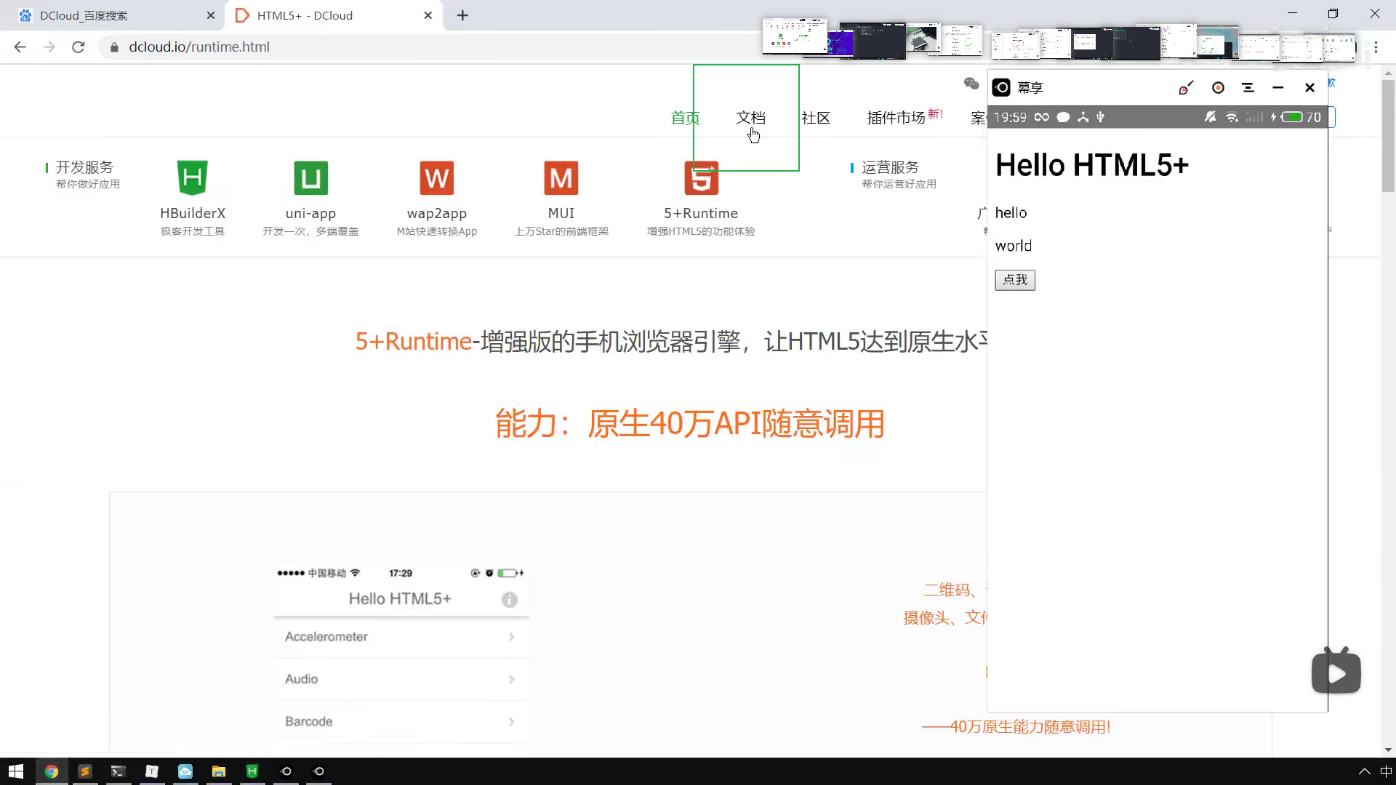 DCloud_百度搜索
HTML5+ - DCloud
dcloud.io/runtime.html
首页
文档
社区
插件市场
新!
幕享
19:59
70
开发服务
帮你做好应用
HBuilderX
极客开发工具
uni-app
开发一次，多端覆盖
wap2app
M站快速转换App
MUI
上万Star的前端框架
5+Runtime
增强HTML5的功能体验
运营服务
帮你运营好应用
Hello HTML5+
hello
world
点我
5+Runtime-增强版的手机浏览器引擎，让HTML5达到原生水
能力：原生40万API随意调用
中国移动
17:29
Hello HTML5+
Accelerometer
Audio
Barcode
二维码、
摄像头、文
——40万原生能力随意调用!
中